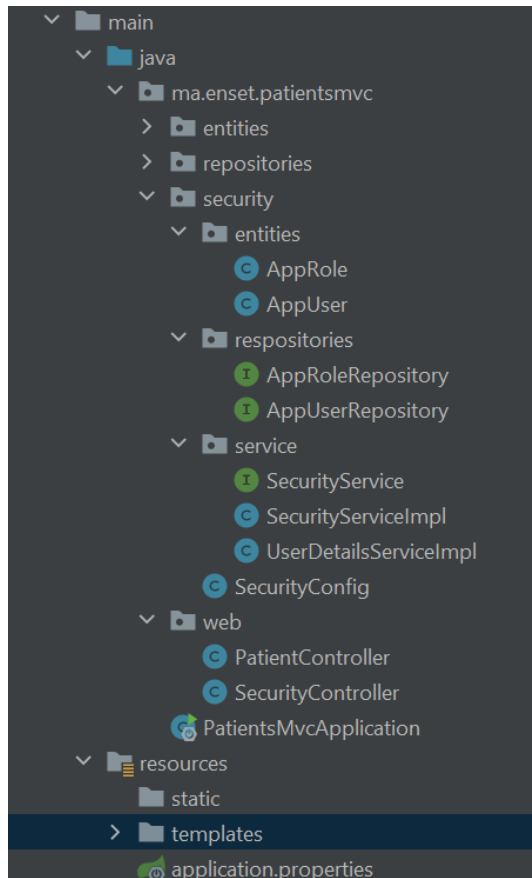 main
java
ma.enset.patientsmvc
entities
repositories
security
entities
C AppRole
C AppUser
respositories
I AppRoleRepository
I AppUserRepository
service
I SecurityService
C SecurityServiceImpl
C UserDetailsServiceImpl
C SecurityConfig
web
C PatientController
C SecurityController
PatientsMvcApplication
resources
static
templates
application.properties